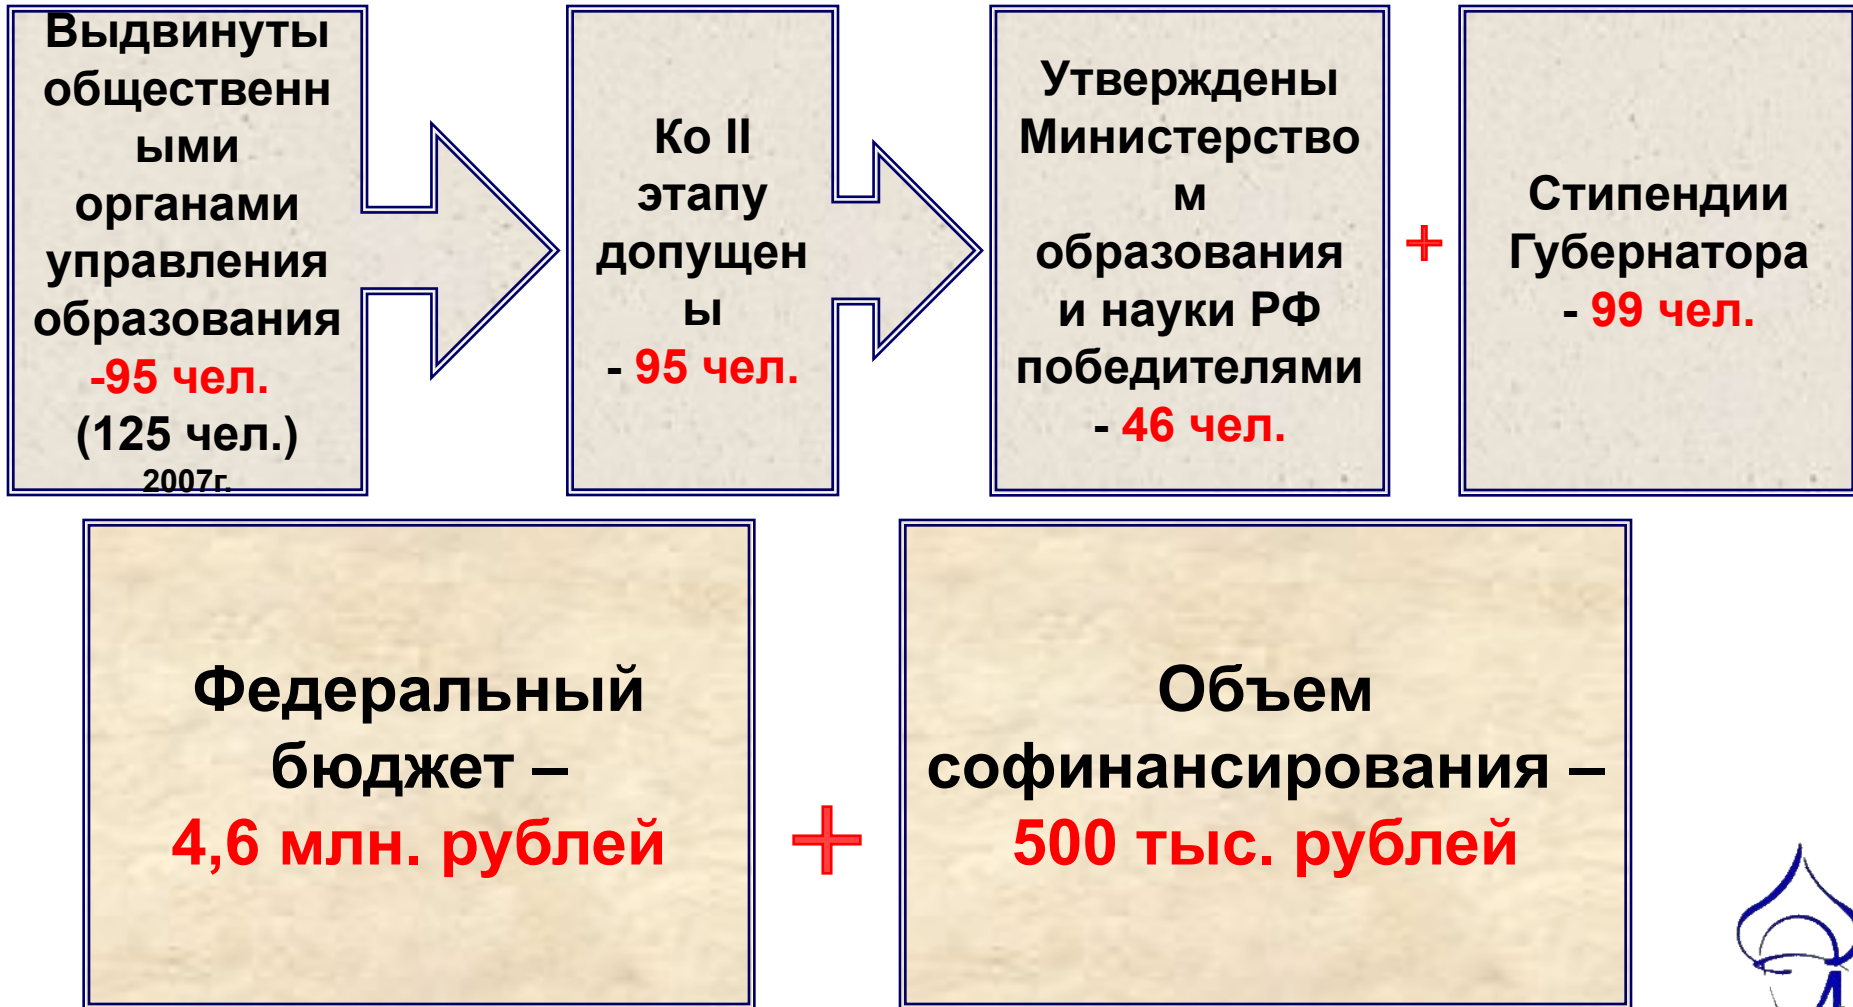 Выдвинуты
общественн
ыми
органами
управления
образования
-95 чел.
(125 чел.)
2007г.
Ко II
этапу
допущен
ы
- 95 чел.
Утверждены
Министерство
м
образования
и науки РФ
победителями
- 46 чел.
+
Стипендии
Губернатора
- 99 чел.
Федеральный
бюджет –
4,6 млн. рублей
+
Объем
софинансирования –
500 тыс. рублей